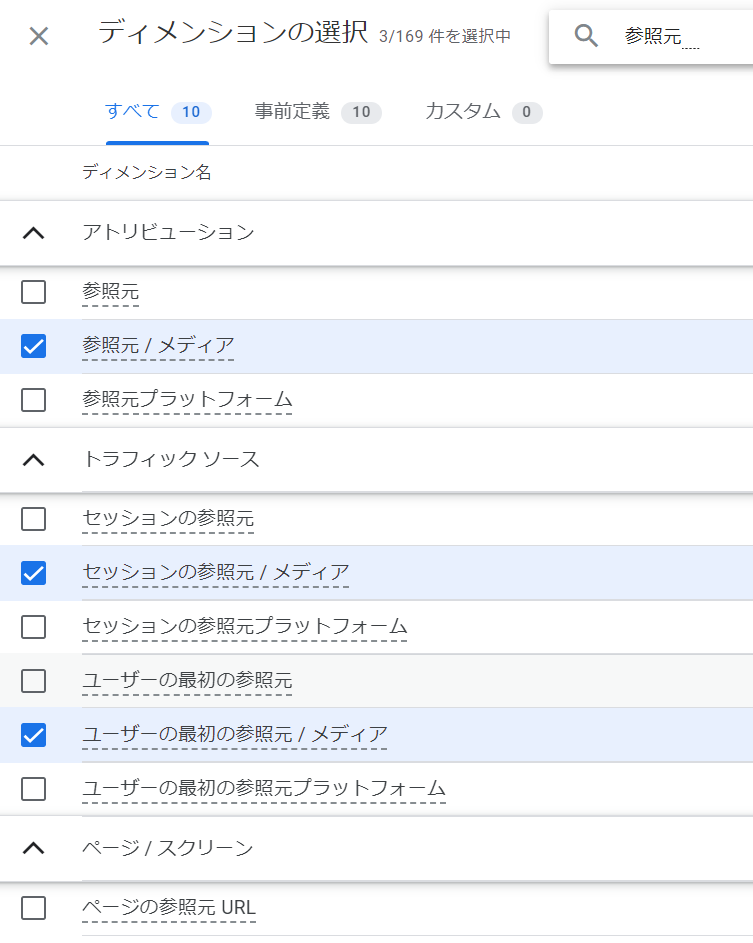 ディメンションの選択 3/169 件を選択中
参照元
すべて 10 事前定義 10 カスタム 0
ディメンション名
アトリビューション
参照元
参照元 / メディア
参照元プラットフォーム
トラフィック ソース
セッションの参照元
セッションの参照元 / メディア
セッションの参照元プラットフォーム
ユーザーの最初の参照元
ユーザーの最初の参照元 / メディア
ユーザーの最初の参照元プラットフォーム
ページ / スクリーン
ページの参照元 URL